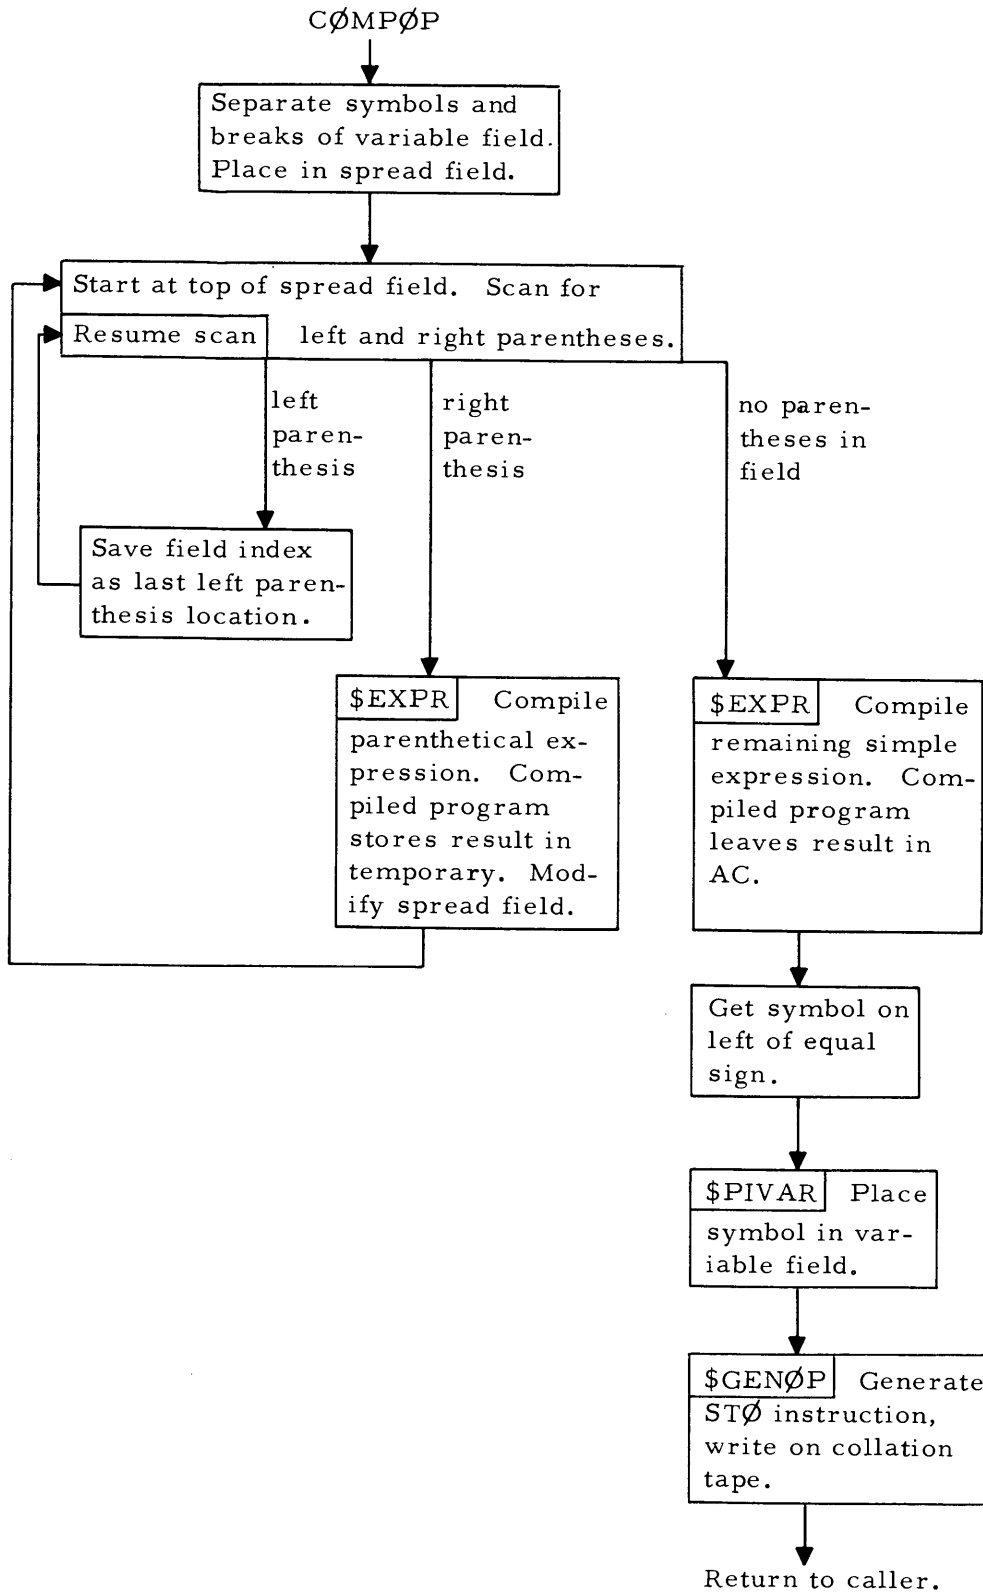 CØMPØP
Separate symbols and
breaks of variable field.
Place in spread field.
Start at top of spread field. Scan for
Resume scan left and right parentheses.
left
paren-
thesis
right
paren-
thesis
no paren-
theses in
field
Save field index
as last left paren-
thesis location.
$EXPR Compile
parenthetical ex-
pression. Com-
piled program
stores result in
temporary. Mod-
ify spread field.
$EXPR Compile
remaining simple
expression. Com-
piled program
leaves result in
AC.
Get symbol on
left of equal
sign.
$PIVAR Place
symbol in var-
iable field.
$GENØP Generate
STØ instruction,
write on collation
tape.
Return to caller.